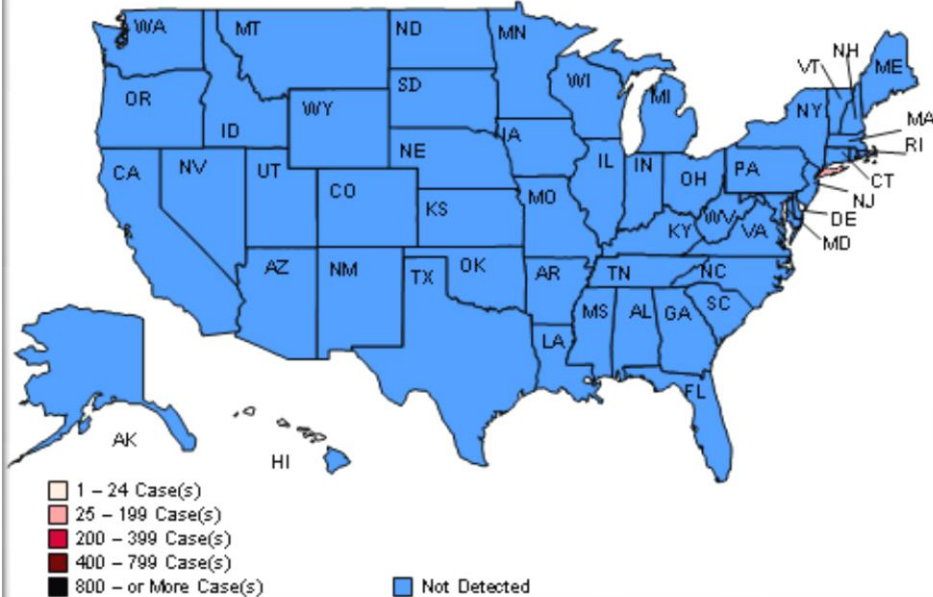 WA
MT
ND
MN
VT
NH
ME
OR
ID
WY
SD
WI
MI
NY
MA
RI
CT
NJ
DE
MD
CA
NV
UT
CO
NE
KS
IA
MO
IL
IN
OH
PA
WV
VA
KY
AZ
NM
TX
OK
AR
TN
NC
SC
MS
AL
GA
LA
FL
AK
HI
1 – 24 Case(s)
25 – 199 Case(s)
200 – 399 Case(s)
400 – 799 Case(s)
800 – or More Case(s)
Not Detected